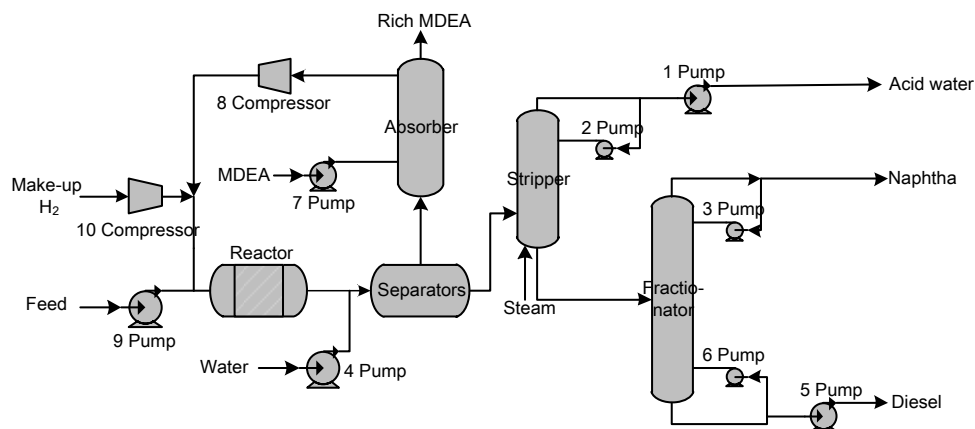 Rich MDEA
1 Pump
Acid water
8 Compressor
Absorber
2 Pump
MDEA
7 Pump
Stripper
Make-up
H2
10 Compressor
Naphtha
3 Pump
Reactor
Separators
Steam
Fractio-
nator
Feed
9 Pump
Water
4 Pump
6 Pump
5 Pump
Diesel